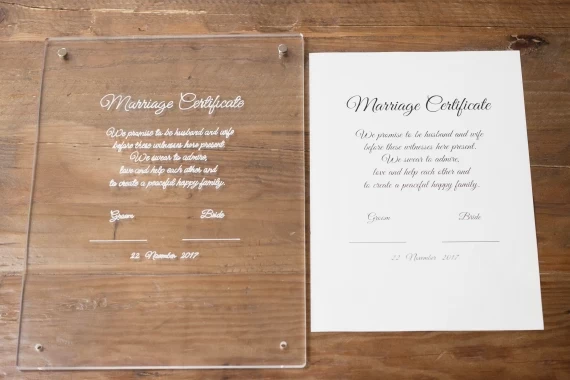 Marriage Certificate
We promise to be husband and wife
before these witnesses here present.
We swear to admire,
love and help each other and
to create a peaceful happy family.
Groom Bride
22 November 2017
Marriage Certificate
We promise to be husband and wife
before these witnesses here present.
We swear to admire,
love and help each other and
to create a peaceful happy family.
Groom Bride
22 November 2017